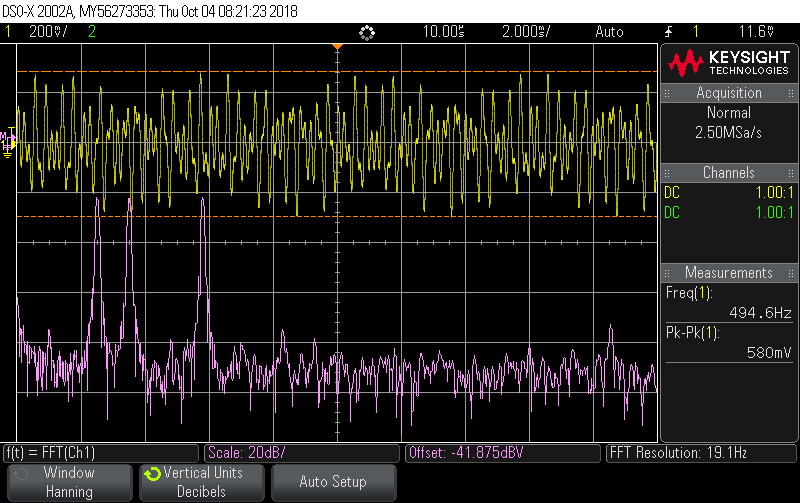 DSO-X 2002A, MY56273353: Thu Oct 04 08:21:23 2018
1 200mV/ 2 10.00µs 2.000s/ Auto 1 11.6V
KEYSIGHT
TECHNOLOGIES
Acquisition
Normal
2.50MSa/s
Channels
DC 1.00:1
DC 1.00:1
Measurements
Freq(1):
494.6Hz
Pk-Pk(1):
580mV
M
f(t) = FFT(Ch1) Scale: 20dB/ Offset: -41.875dBV FFT Resolution: 19.1Hz
Window
Hanning
Vertical Units
Decibels
Auto Setup